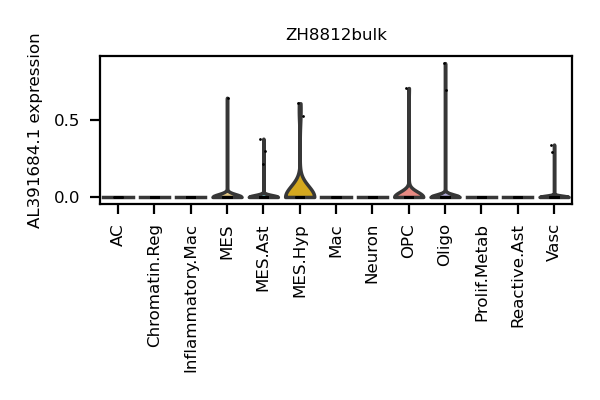 ZH8812bulk
AL391684.1 expression
0.5
0.0
AC
Chromatin.Reg
Inflammatory.Mac
MES
MES.Ast
MES.Hyp
Mac
Neuron
OPC
Oligo
Prolif.Metab
Reactive.Ast
Vasc